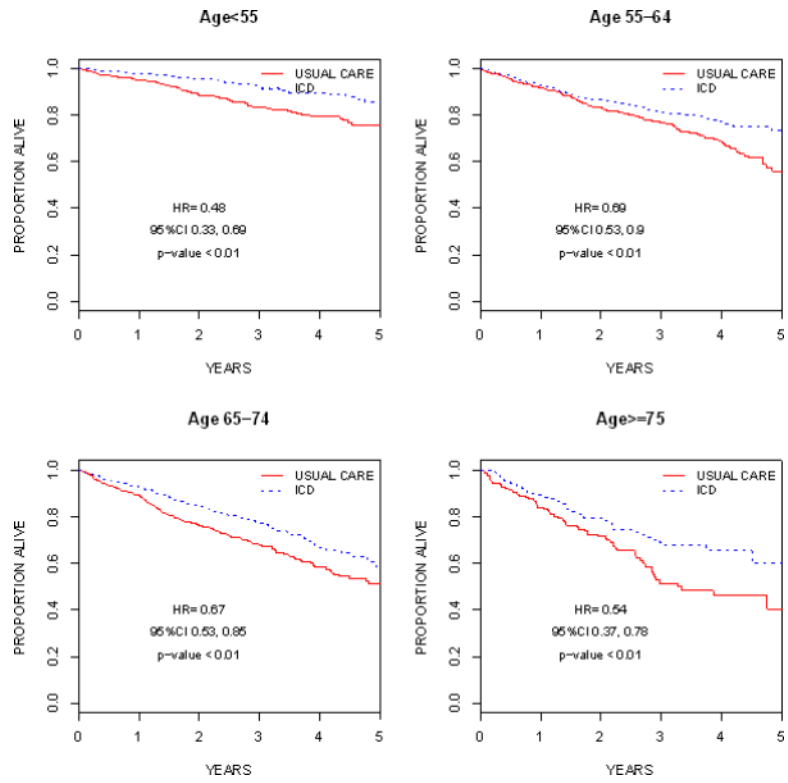 Age<55
PROPORTION ALIVE
1.0
0.8
0.6
0.4
0.2
0.0
USUAL CARE
ICD
HR= 0.48
95%CI 0.33, 0.69
p-value < 0.01
0 1 2 3 4 5
YEARS
Age 55–64
PROPORTION ALIVE
1.0
0.8
0.6
0.4
0.2
0.0
USUAL CARE
ICD
HR= 0.69
95%CI 0.53, 0.9
p-value < 0.01
0 1 2 3 4 5
YEARS
Age 65–74
PROPORTION ALIVE
1.0
0.8
0.6
0.4
0.2
0.0
USUAL CARE
ICD
HR= 0.67
95%CI 0.53, 0.85
p-value < 0.01
0 1 2 3 4 5
YEARS
Age>=75
PROPORTION ALIVE
1.0
0.8
0.6
0.4
0.2
0.0
USUAL CARE
ICD
HR= 0.54
95%CI 0.37, 0.78
p-value < 0.01
0 1 2 3 4 5
YEARS